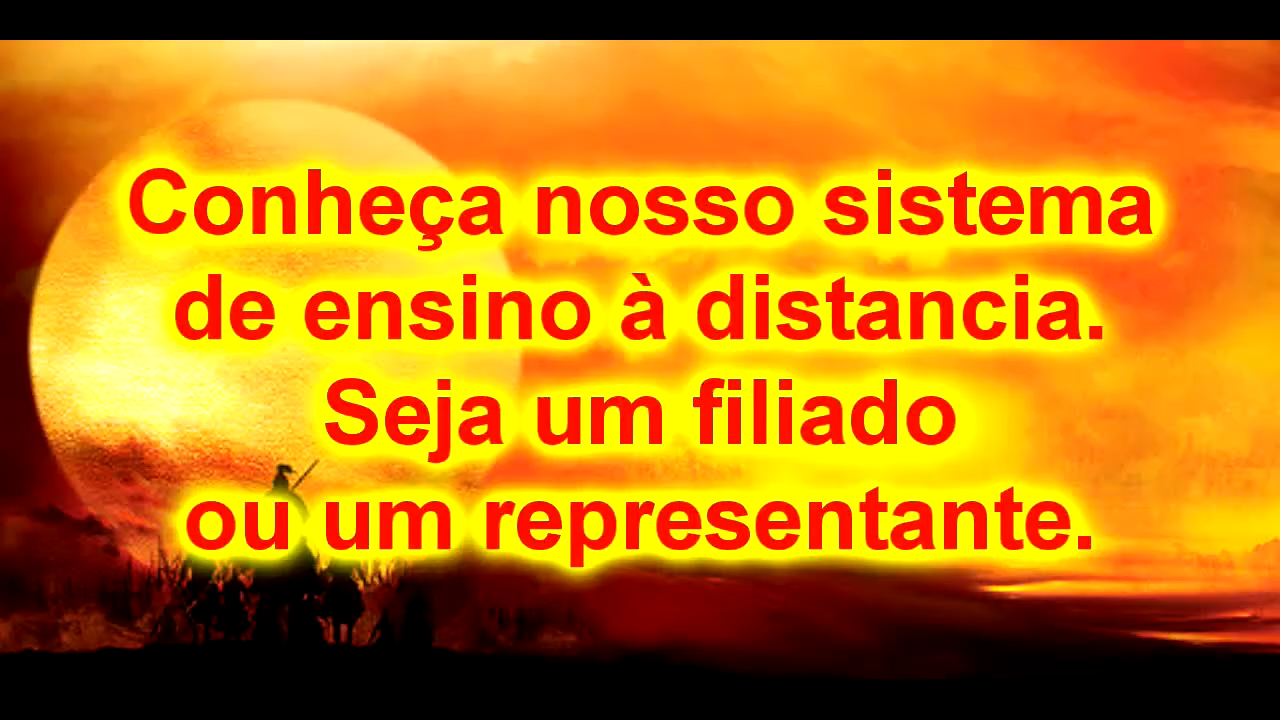 Conheça nosso sistema
de ensino à distancia.
Seja um filiado
ou um representante.